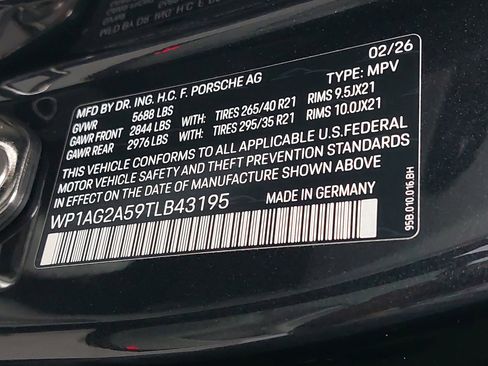 MFD BY DR. ING. H.C. F. PORSCHE AG 02/26
GVWR 5688 LBS TYPE: MPV
GAWR FRONT 2844 LBS WITH: TIRES 265/40 R21 RIMS 9.5JX21
GAWR REAR 2976 LBS WITH: TIRES 295/35 R21 RIMS 10.0JX21
THIS VEHICLE CONFORMS TO ALL APPLICABLE U.S.FEDERAL
MOTOR VEHICLE SAFETY AND THEFT PREVENTION STANDARDS
IN EFFECT ON THE DATE OF MANUFACTURE SHOWN ABOVE
WP1AG2A59TLB43195 MADE IN GERMANY
95B.010.016.BH